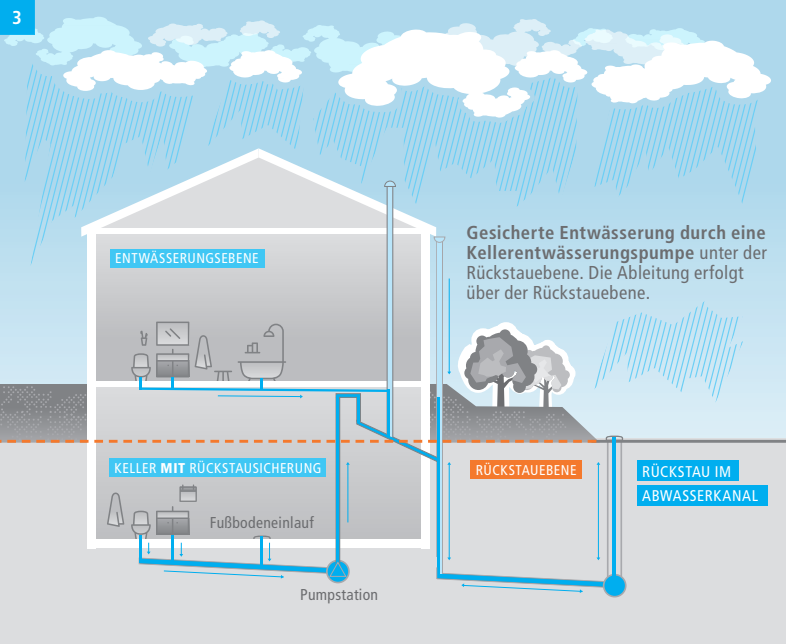 3
Gesicherte Entwässerung durch eine
Kellerentwässerungspumpe unter der
Rückstauebene. Die Ableitung erfolgt
über der Rückstauebene.
ENTWÄSSERUNGSEBENE
KELLER MIT RÜCKSTAUSICHERUNG
RÜCKSTAUEBENE
RÜCKSTAU IM
ABWASSERKANAL
Fußbodeneinlauf
Pumpstation